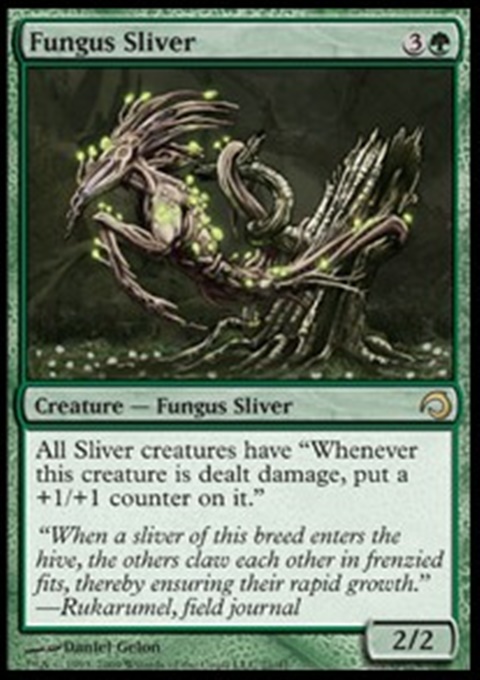 Fungus Sliver 3
Creature — Fungus Sliver
All Sliver creatures have “Whenever
this creature is dealt damage, put a
+1/+1 counter on it.”
“When a sliver of this breed enters the
hive, the others claw each other in frenzied
fits, thereby ensuring their rapid growth.”
—Rukarumel, field journal
2/2
Daniel Gelon